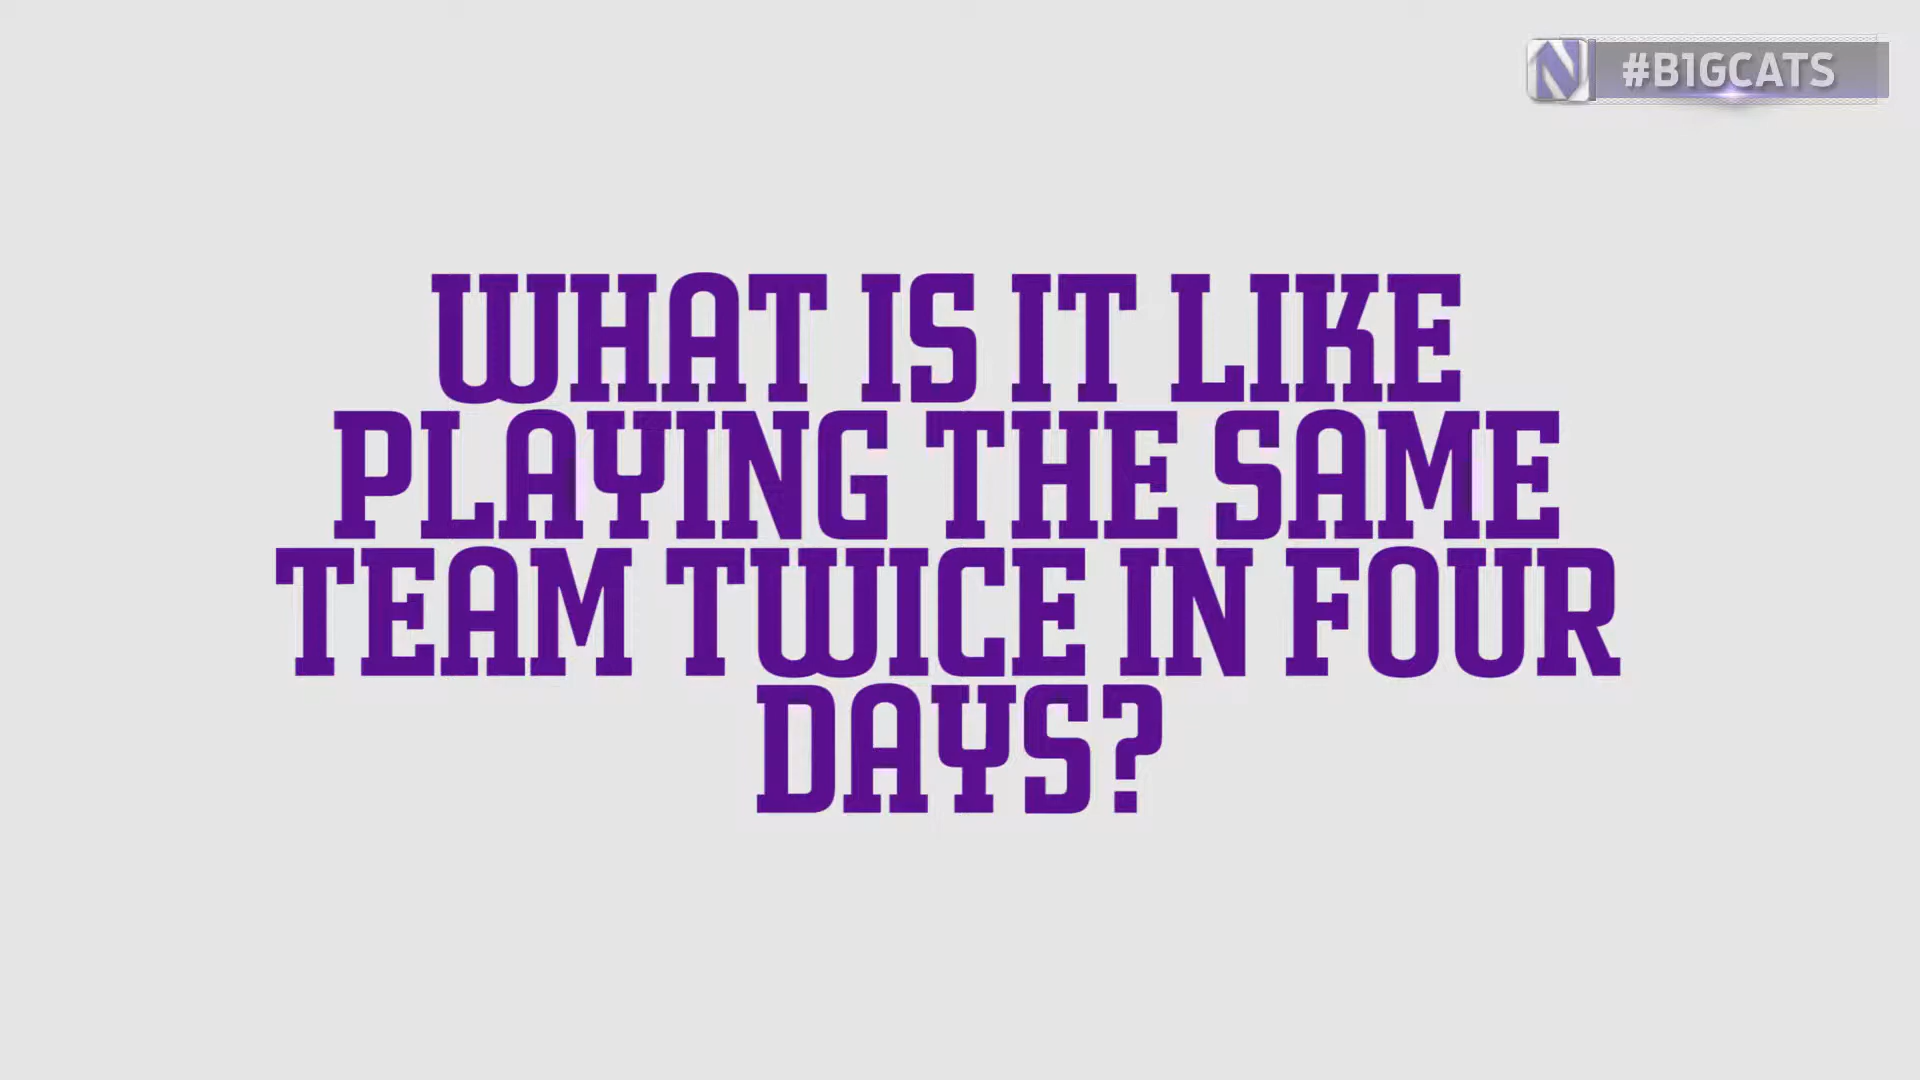 #B1GCATS
WHAT IS IT LIKE
PLAYING THE SAME
TEAM TWICE IN FOUR
DAYS?